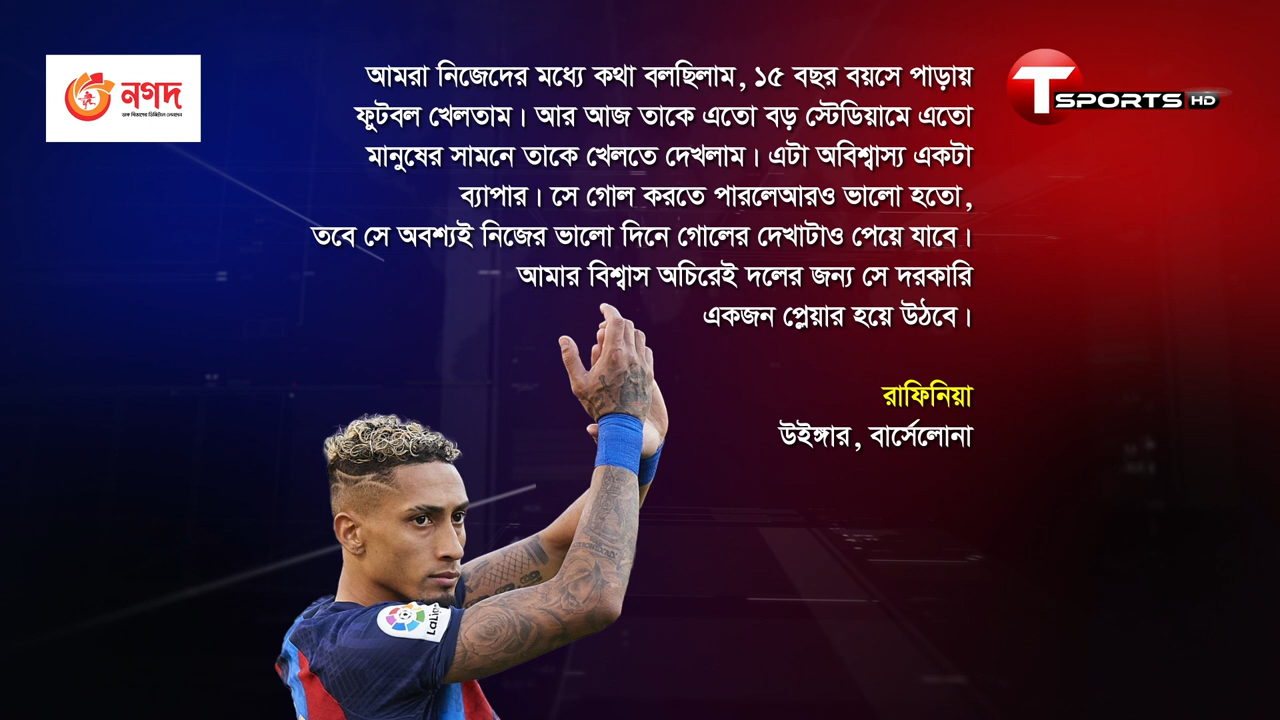 নগদ
ডাক বিভাগের ডিজিটাল লেনদেন
T SPORTS HD
আমরা নিজেদের মধ্যে কথা বলছিলাম, ১৫ বছর বয়সে পাড়ায়
ফুটবল খেলতাম। আর আজ তাকে এতো বড় স্টেডিয়ামে এতো
মানুষের সামনে তাকে খেলতে দেখলাম। এটা অবিশ্বাস্য একটা
ব্যাপার। সে গোল করতে পারলেআরও ভালো হতো,
তবে সে অবশ্যই নিজের ভালো দিনে গোলের দেখাটাও পেয়ে যাবে।
আমার বিশ্বাস অচিরেই দলের জন্য সে দরকারি
একজন প্লেয়ার হয়ে উঠবে।
রাফিনিয়া
উইঙ্গার, বার্সেলোনা
LaLiga